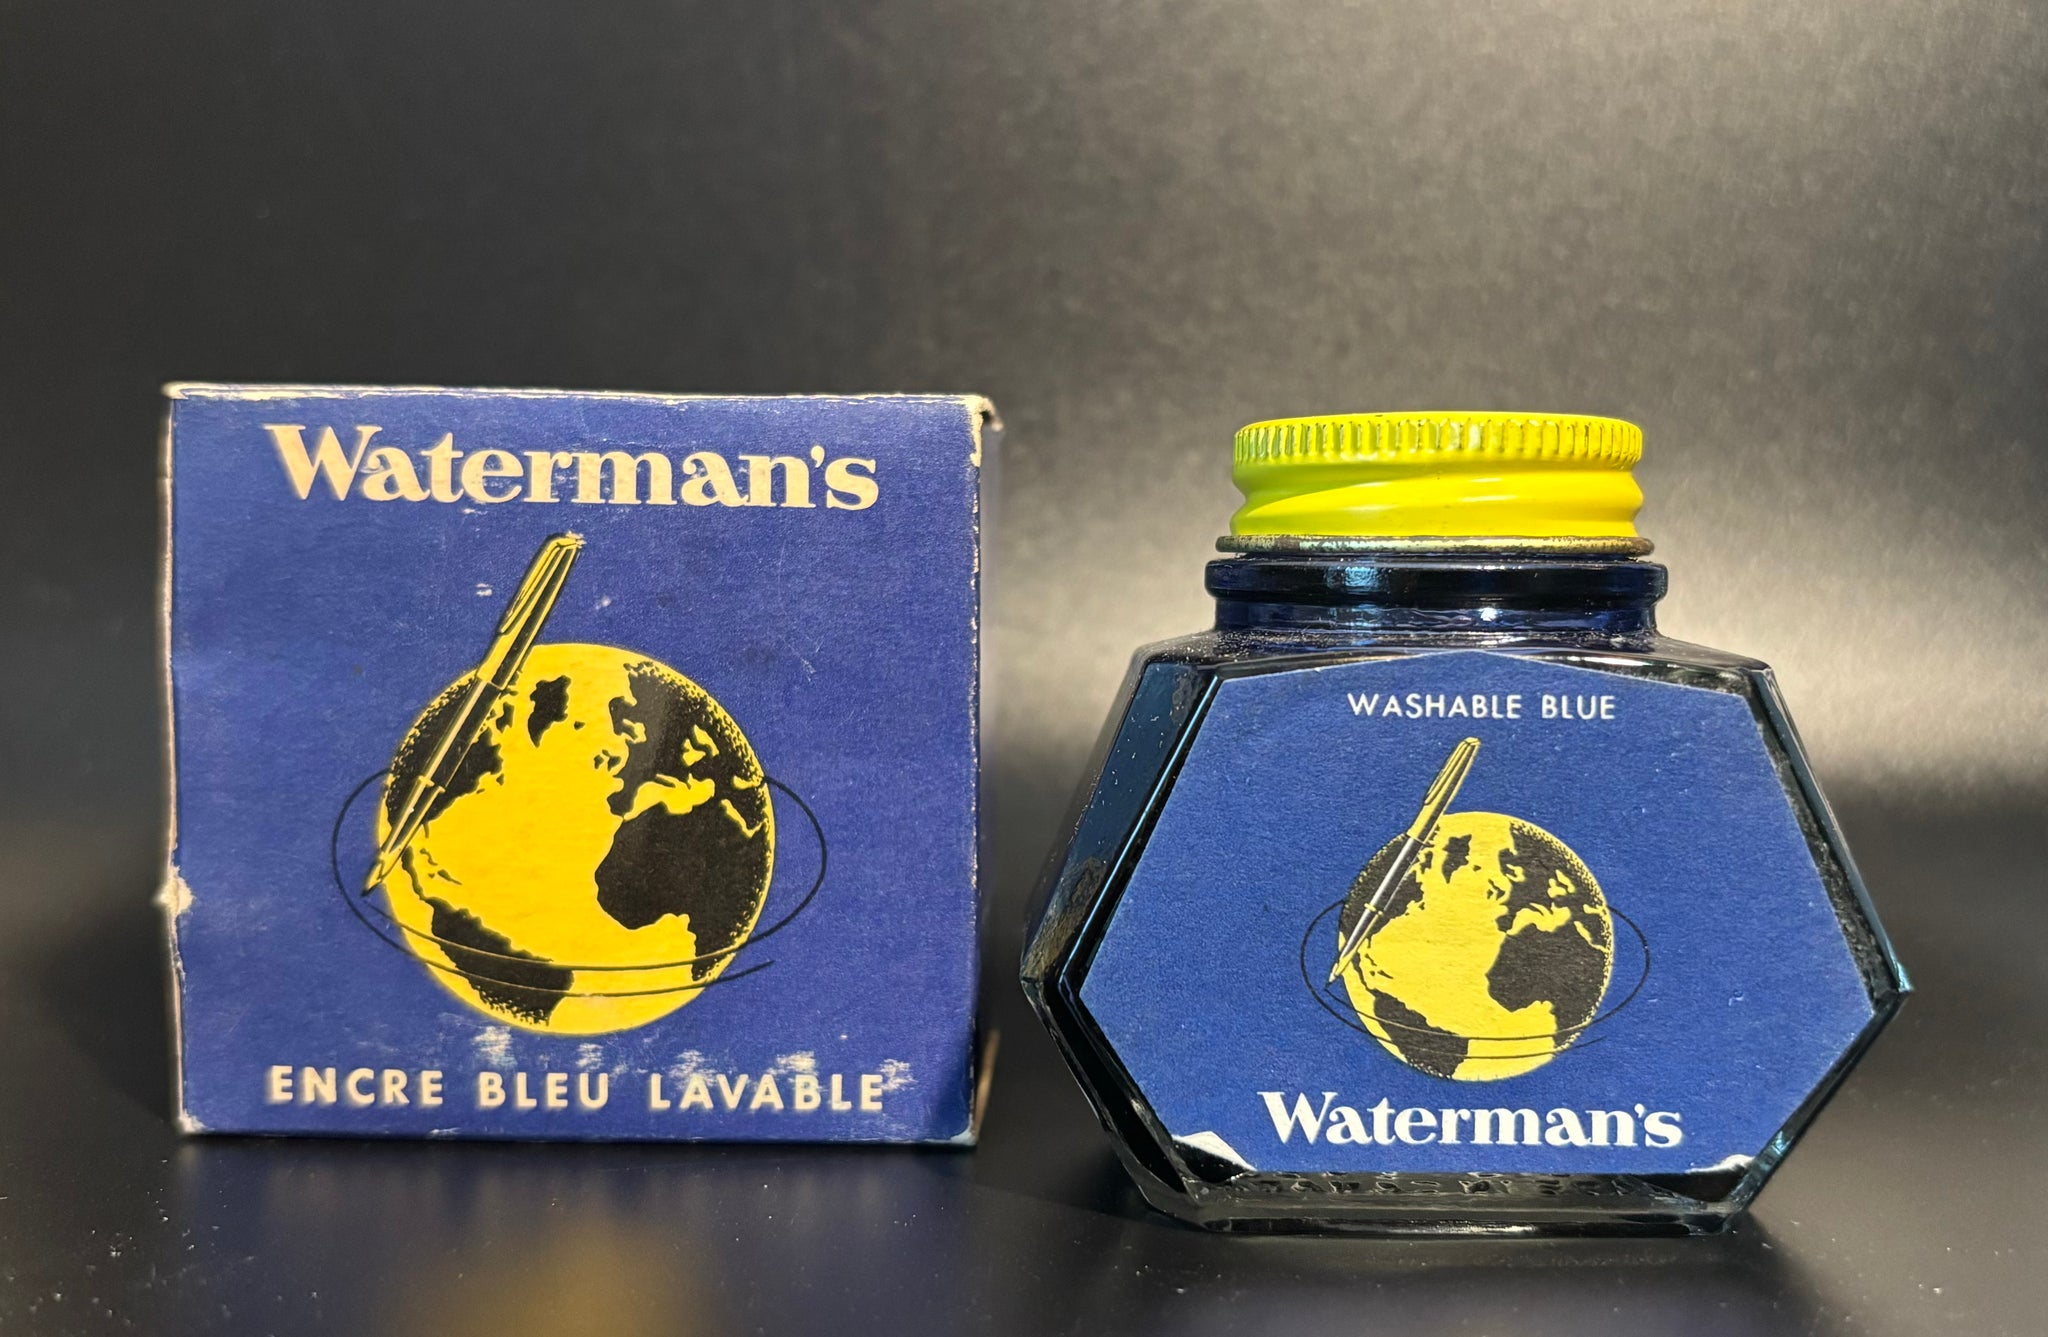 Waterman's
ENCRE BLEU LAVABLE
WASHABLE BLUE
Waterman's